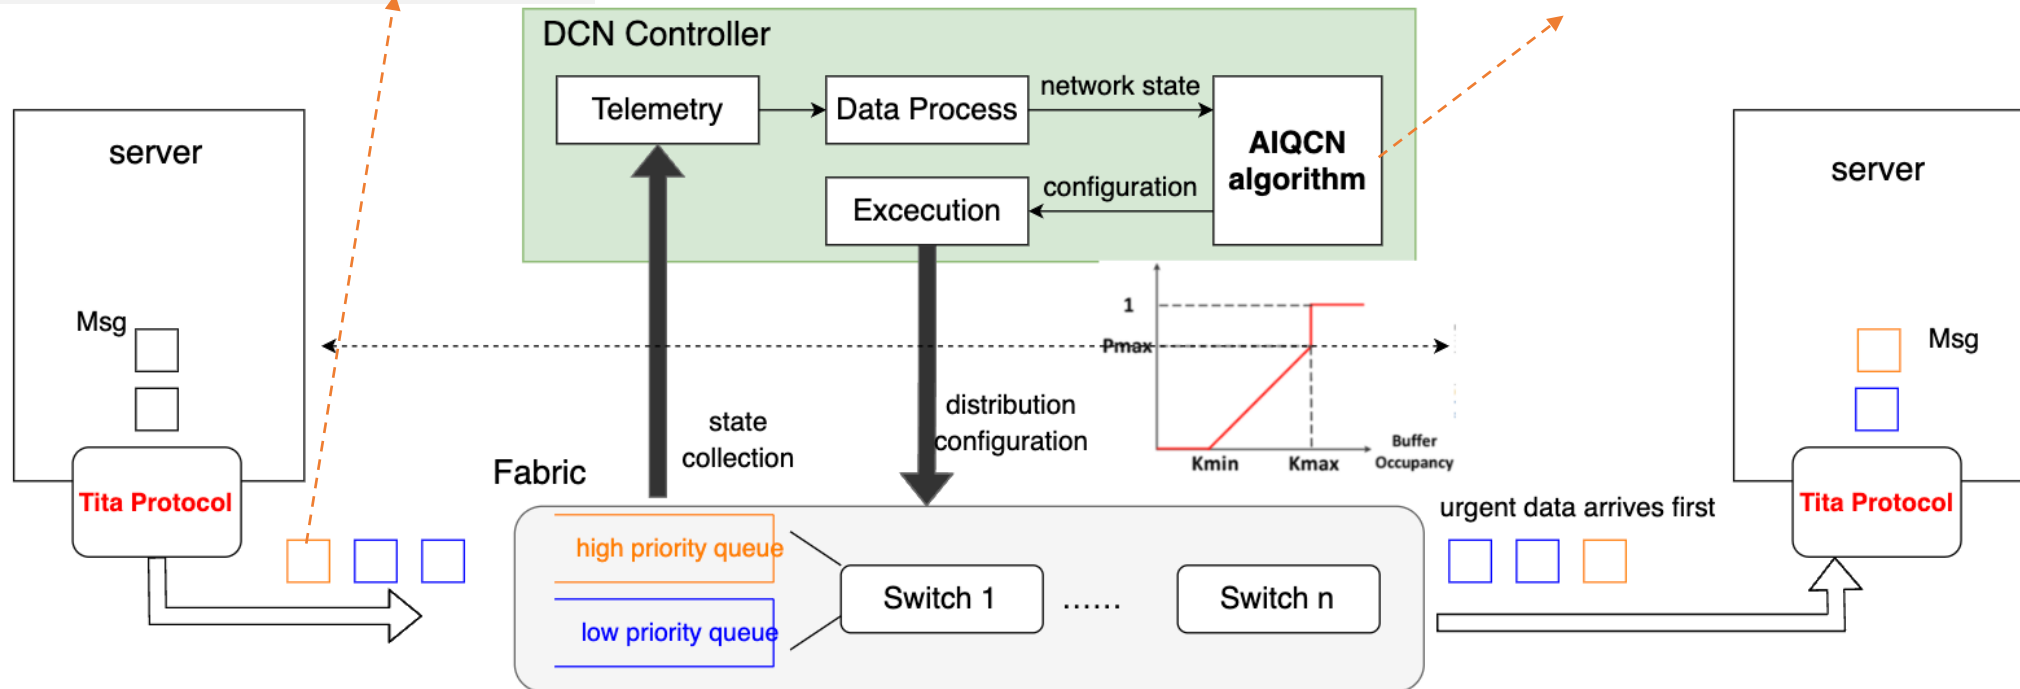 DCN Controller
Telemetry
Data Process
network state
AIQCN
algorithm
configuration
Excecution
server
server
Msg
Msg
1
Pmax
Kmin
Kmax
Buffer
Occupancy
state
collection
distribution
configuration
Fabric
Tita Protocol
Tita Protocol
urgent data arrives first
high priority queue
low priority queue
Switch 1
......
Switch n